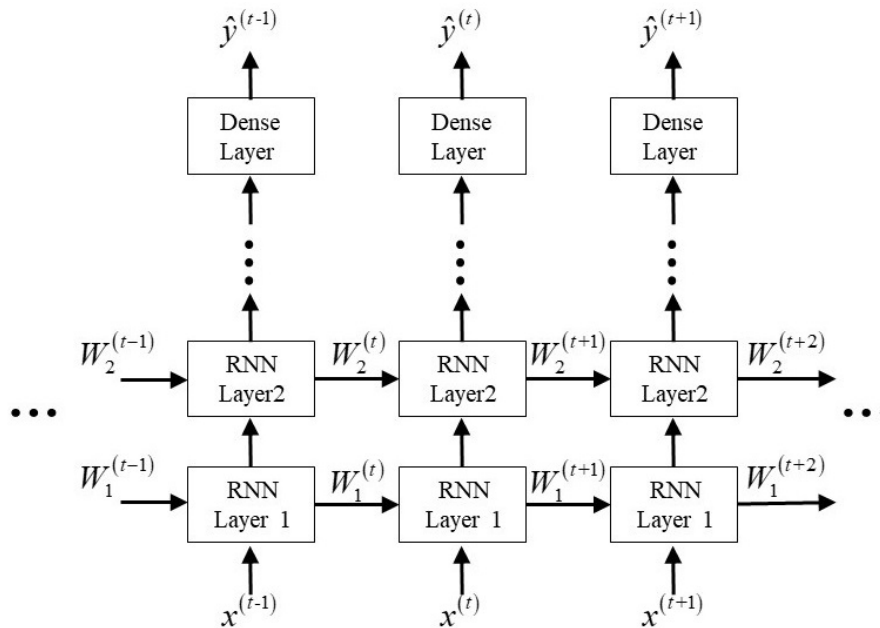 ŷ^(t-1) ŷ^(t) ŷ^(t+1)
Dense Layer
Dense Layer
Dense Layer
W_2^(t-1) RNN Layer2 W_2^(t) RNN Layer2 W_2^(t+1) RNN Layer2 W_2^(t+2)
W_1^(t-1) RNN Layer 1 W_1^(t) RNN Layer 1 W_1^(t+1) RNN Layer 1 W_1^(t+2)
x^(t-1) x^(t) x^(t+1)